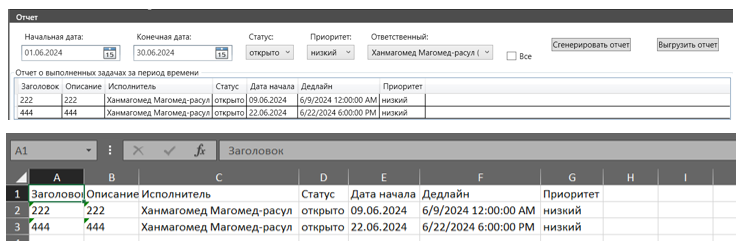 Отчет
Начальная дата: Конечная дата: Статус: Приоритет: Ответственный:
01.06.2024 15 30.06.2024 15 открыто низкий Ханмагомед Магомед-расул ( Все Сгенерировать отчет Выгрузить отчет
Отчет о выполненных задачах за период времени
Заголовок Описание Исполнитель Статус Дата начала Дедлайн Приоритет
222 222 Ханмагомед Магомед-расул открыто 09.06.2024 6/9/2024 12:00:00 AM низкий
444 444 Ханмагомед Магомед-расул открыто 22.06.2024 6/22/2024 6:00:00 PM низкий
A1 fx Заголовок
A B C D E F G H I
1 Заголовок Описание Исполнитель Статус Дата начала Дедлайн Приоритет
2 222 222 Ханмагомед Магомед-расул открыто 09.06.2024 6/9/2024 12:00:00 AM низкий
3 444 444 Ханмагомед Магомед-расул открыто 22.06.2024 6/22/2024 6:00:00 PM низкий